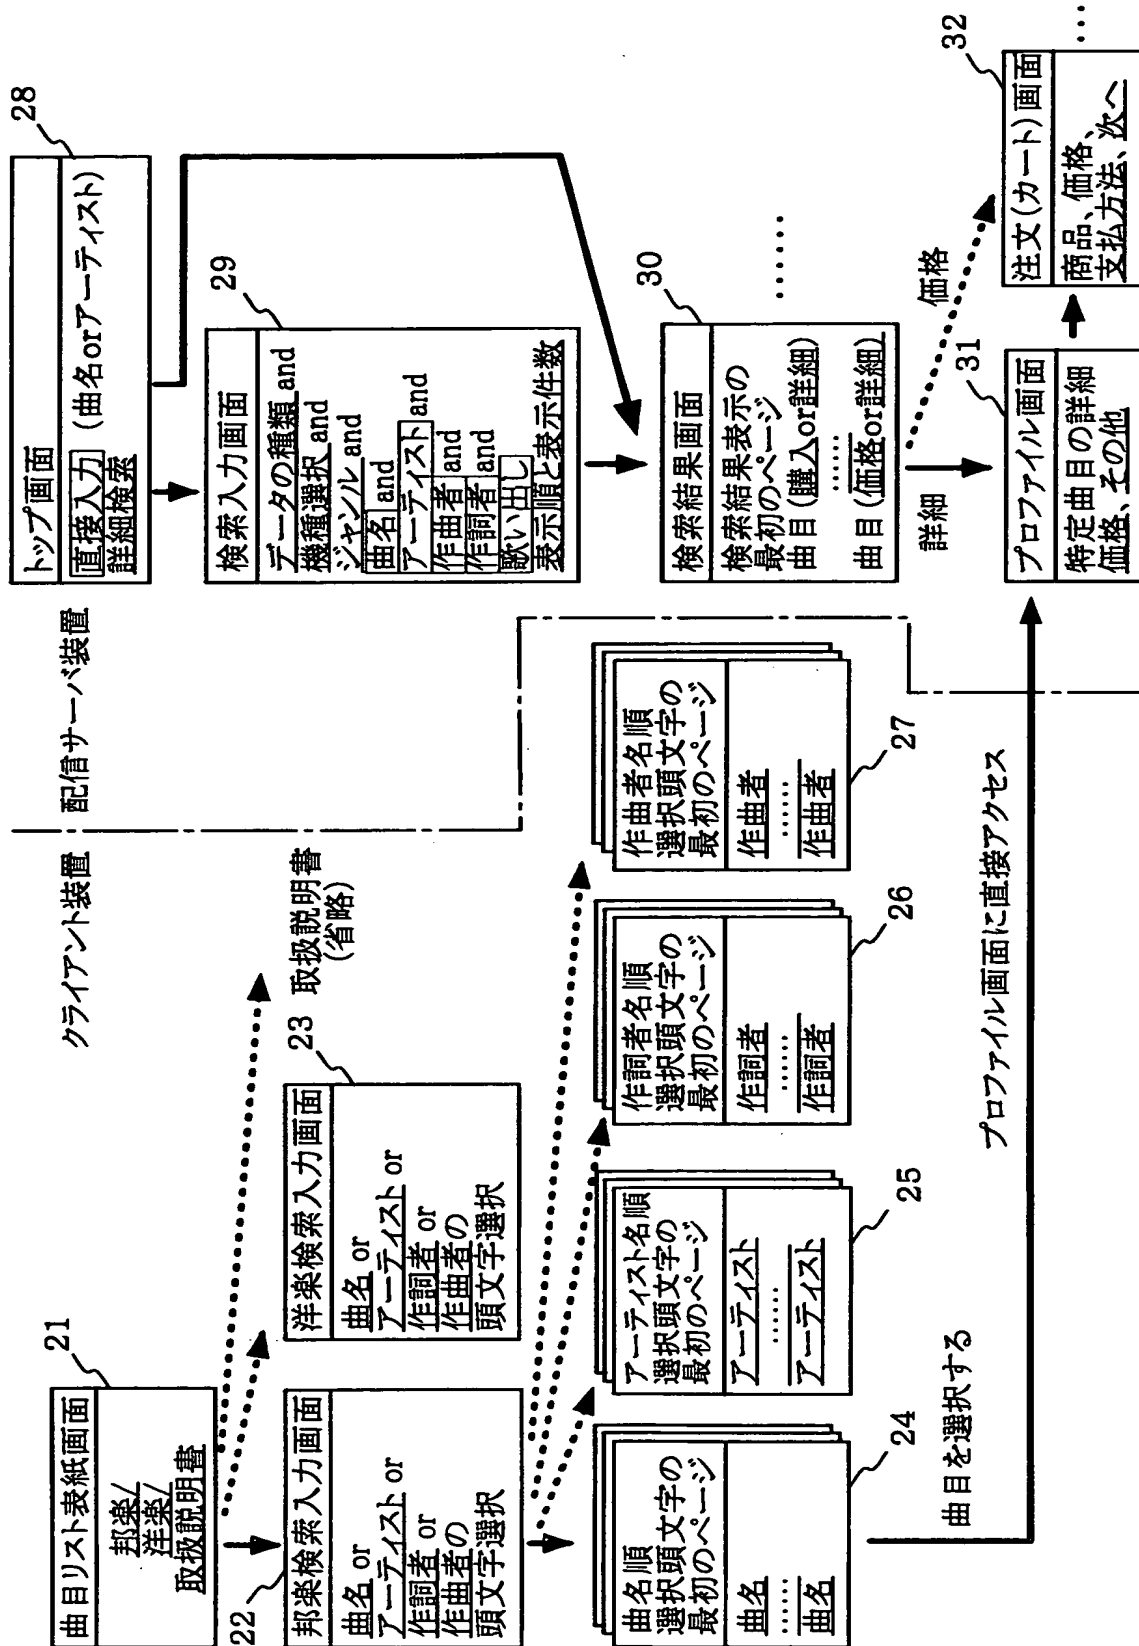 クライアント装置
配信サーバ装置
21
曲目リスト表紙画面
邦楽/
洋楽/
取扱説明書
22
邦楽検索入力画面
曲名 or
アーティスト or
作詞者 or
作曲者の
頭文字選択
23
洋楽検索入力画面
曲名 or
アーティスト or
作詞者 or
作曲者の
頭文字選択
取扱説明書
(省略)
曲名順
選択頭文字の
最初のページ
曲名
……
曲名
24
アーティスト名順
選択頭文字の
最初のページ
アーティスト
……
アーティスト
25
作詞者名順
選択頭文字の
最初のページ
作詞者
……
作詞者
26
作曲者名順
選択頭文字の
最初のページ
作曲者
……
作曲者
27
曲目を選択する
プロファイル画面に直接アクセス
28
トップ画面
直接入力 (曲名orアーティスト)
詳細検索
29
検索入力画面
データの種類 and
機種選択 and
ジャンル and
曲名 and
アーティスト and
作曲者 and
作詞者 and
歌い出し
表示順と表示件数
30
検索結果画面
検索結果表示の
最初のページ
曲目(購入or詳細)
……
曲目(価格or詳細)
……
詳細
価格
31
プロファイル画面
特定曲目の詳細
価格、その他
32
注文(カート)画面
商品、価格、
支払方法、次へ
…